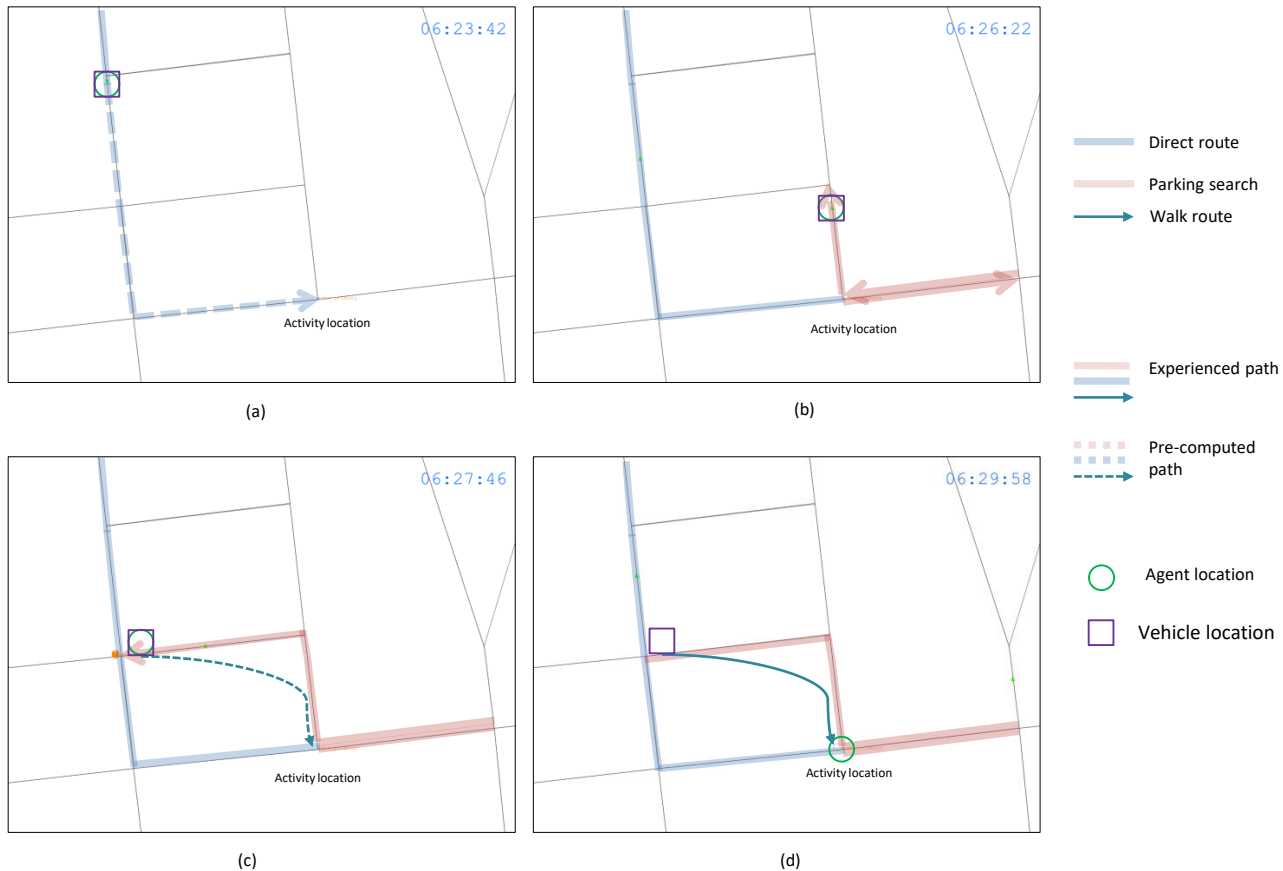 06:23:42
Activity location
(a)
06:26:22
Activity location
(b)
Direct route
Parking search
Walk route
Experienced path
Pre-computed
path
Agent location
Vehicle location
06:27:46
Activity location
(c)
06:29:58
Activity location
(d)